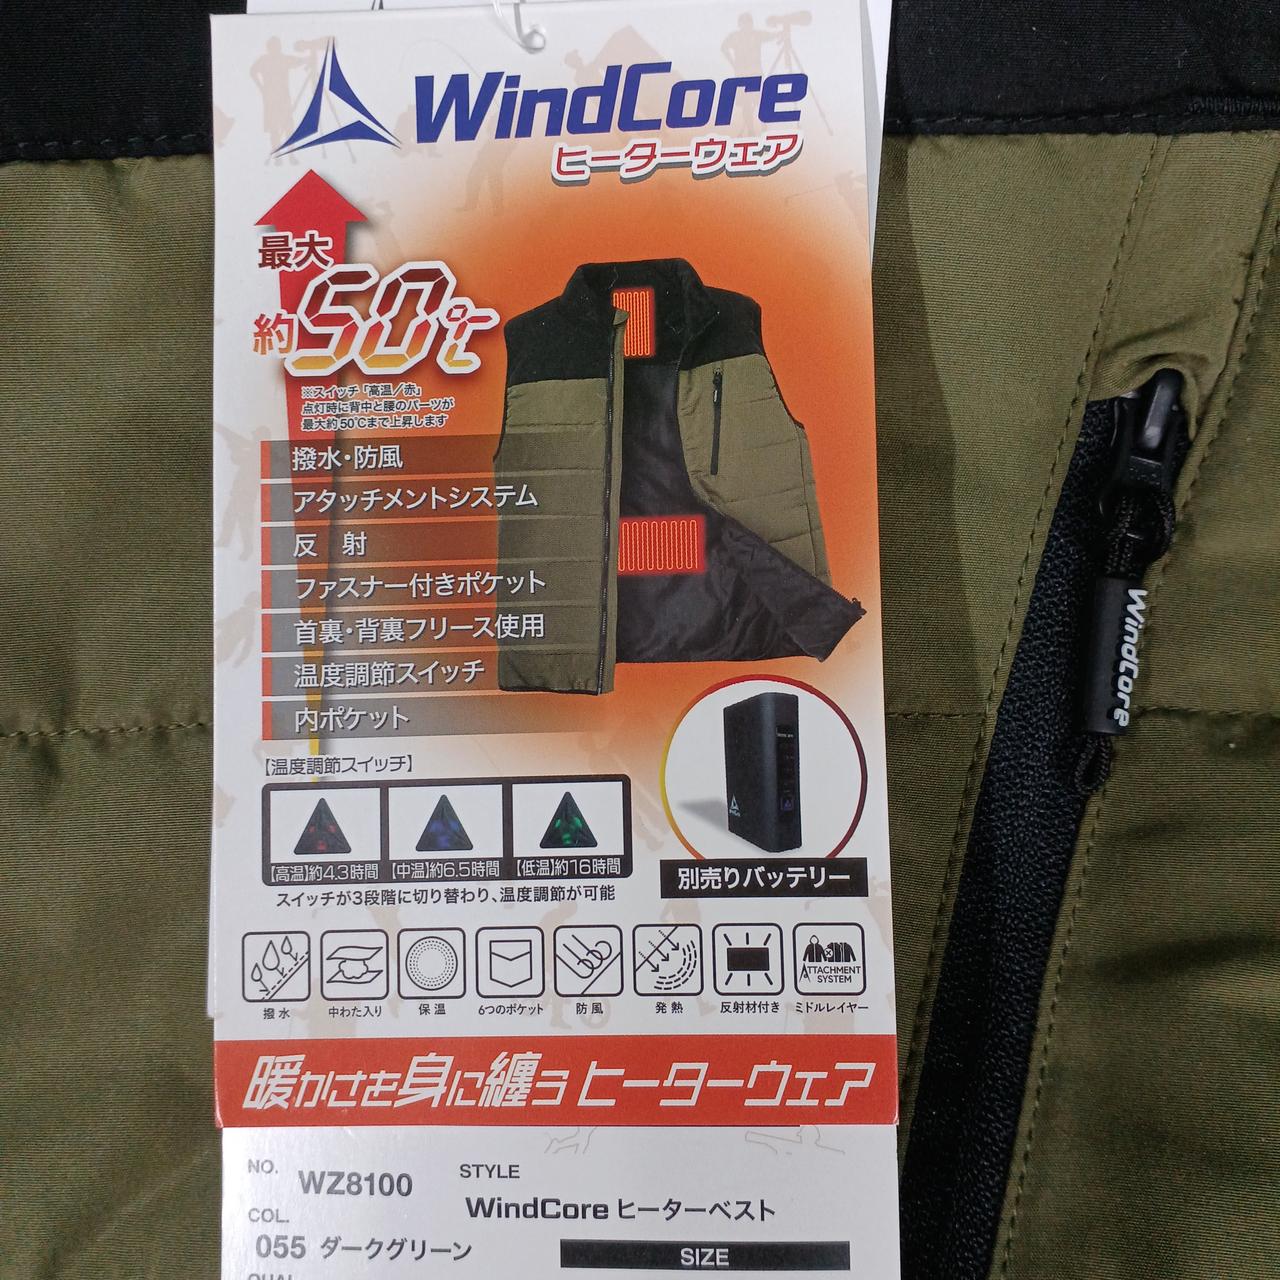 WindCore
ヒーターウェア
最大
約50℃
※スイッチ「高温/赤」
点灯時に背中と腰のパーツが
最大約50℃まで上昇します
撥水・防風
アタッチメントシステム
反 射
ファスナー付きポケット
首裏・背裏フリース使用
温度調節スイッチ
内ポケット
【温度調節スイッチ】
【高温】約4.3時間 【中温】約6.5時間 【低温】約16時間
スイッチが3段階に切り替わり、温度調節が可能
WindCore
別売りバッテリー
ATTACHMENT
SYSTEM
撥水 中わた入り 保温 6つのポケット 防風 発熱 反射材付き ミドルレイヤー
暖かさを身に纏うヒーターウェア
NO. WZ8100
STYLE
WindCore ヒーターベスト
COL.
055 ダークグリーン
SIZE
QUAL
WindCore